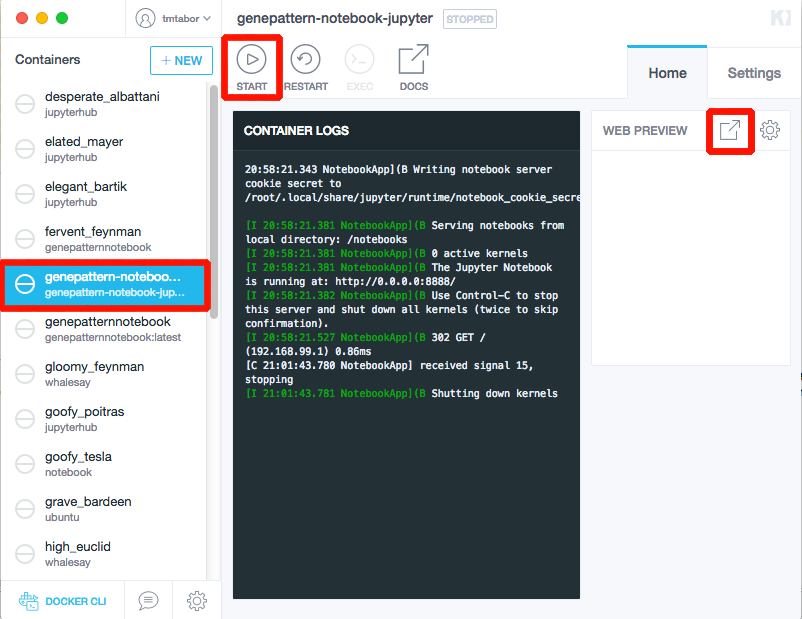 tmtabor
genepattern-notebook-jupyter STOPPED
Containers
+ NEW
START
RESTART
EXEC
DOCS
Home
Settings
desperate_albattani
jupyterhub
elated_mayer
jupyterhub
elegant_bartik
jupyterhub
fervent_feynman
genepatternnotebook
genepattern-noteboo...
genepattern-notebook-jup...
genepatternnotebook
genepatternnotebook:latest
gloomy_feynman
whalesay
goofy_poitras
jupyterhub
goofy_tesla
notebook
grave_bardeen
ubuntu
high_euclid
whalesay
DOCKER CLI
CONTAINER LOGS
20:58:21.343 NotebookApp](B Writing notebook server
cookie secret to
/root/.local/share/jupyter/runtime/notebook_cookie_secre
[I 20:58:21.381 NotebookApp](B Serving notebooks from
local directory: /notebooks
[I 20:58:21.381 NotebookApp](B 0 active kernels
[I 20:58:21.381 NotebookApp](B The Jupyter Notebook
is running at: http://0.0.0.0:8888/
[I 20:58:21.382 NotebookApp](B Use Control-C to stop
this server and shut down all kernels (twice to skip
confirmation).
[I 20:58:21.527 NotebookApp](B 302 GET /
(192.168.99.1) 0.86ms
[C 21:01:43.780 NotebookApp] received signal 15,
stopping
[I 21:01:43.781 NotebookApp](B Shutting down kernels
WEB PREVIEW